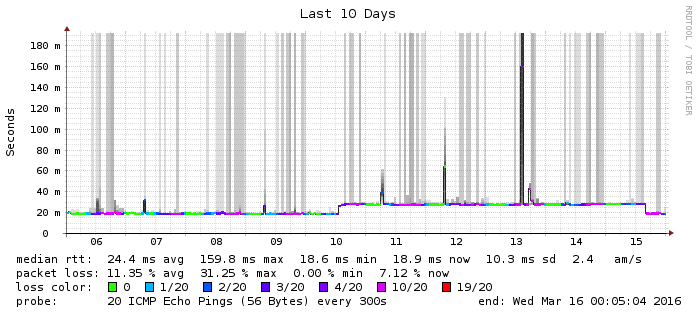 Last 10 Days
RRDTOOL / TOBI OETIKER
Seconds
180 m
160 m
140 m
120 m
100 m
80 m
60 m
40 m
20 m
0
06 07 08 09 10 11 12 13 14 15
median rtt: 24.4 ms avg 159.8 ms max 18.6 ms min 18.9 ms now 10.3 ms sd 2.4 am/s
packet loss: 11.35 % avg 31.25 % max 0.00 % min 7.12 % now
loss color: 0 1/20 2/20 3/20 4/20 10/20 19/20
probe: 20 ICMP Echo Pings (56 Bytes) every 300s end: Wed Mar 16 00:05:04 2016